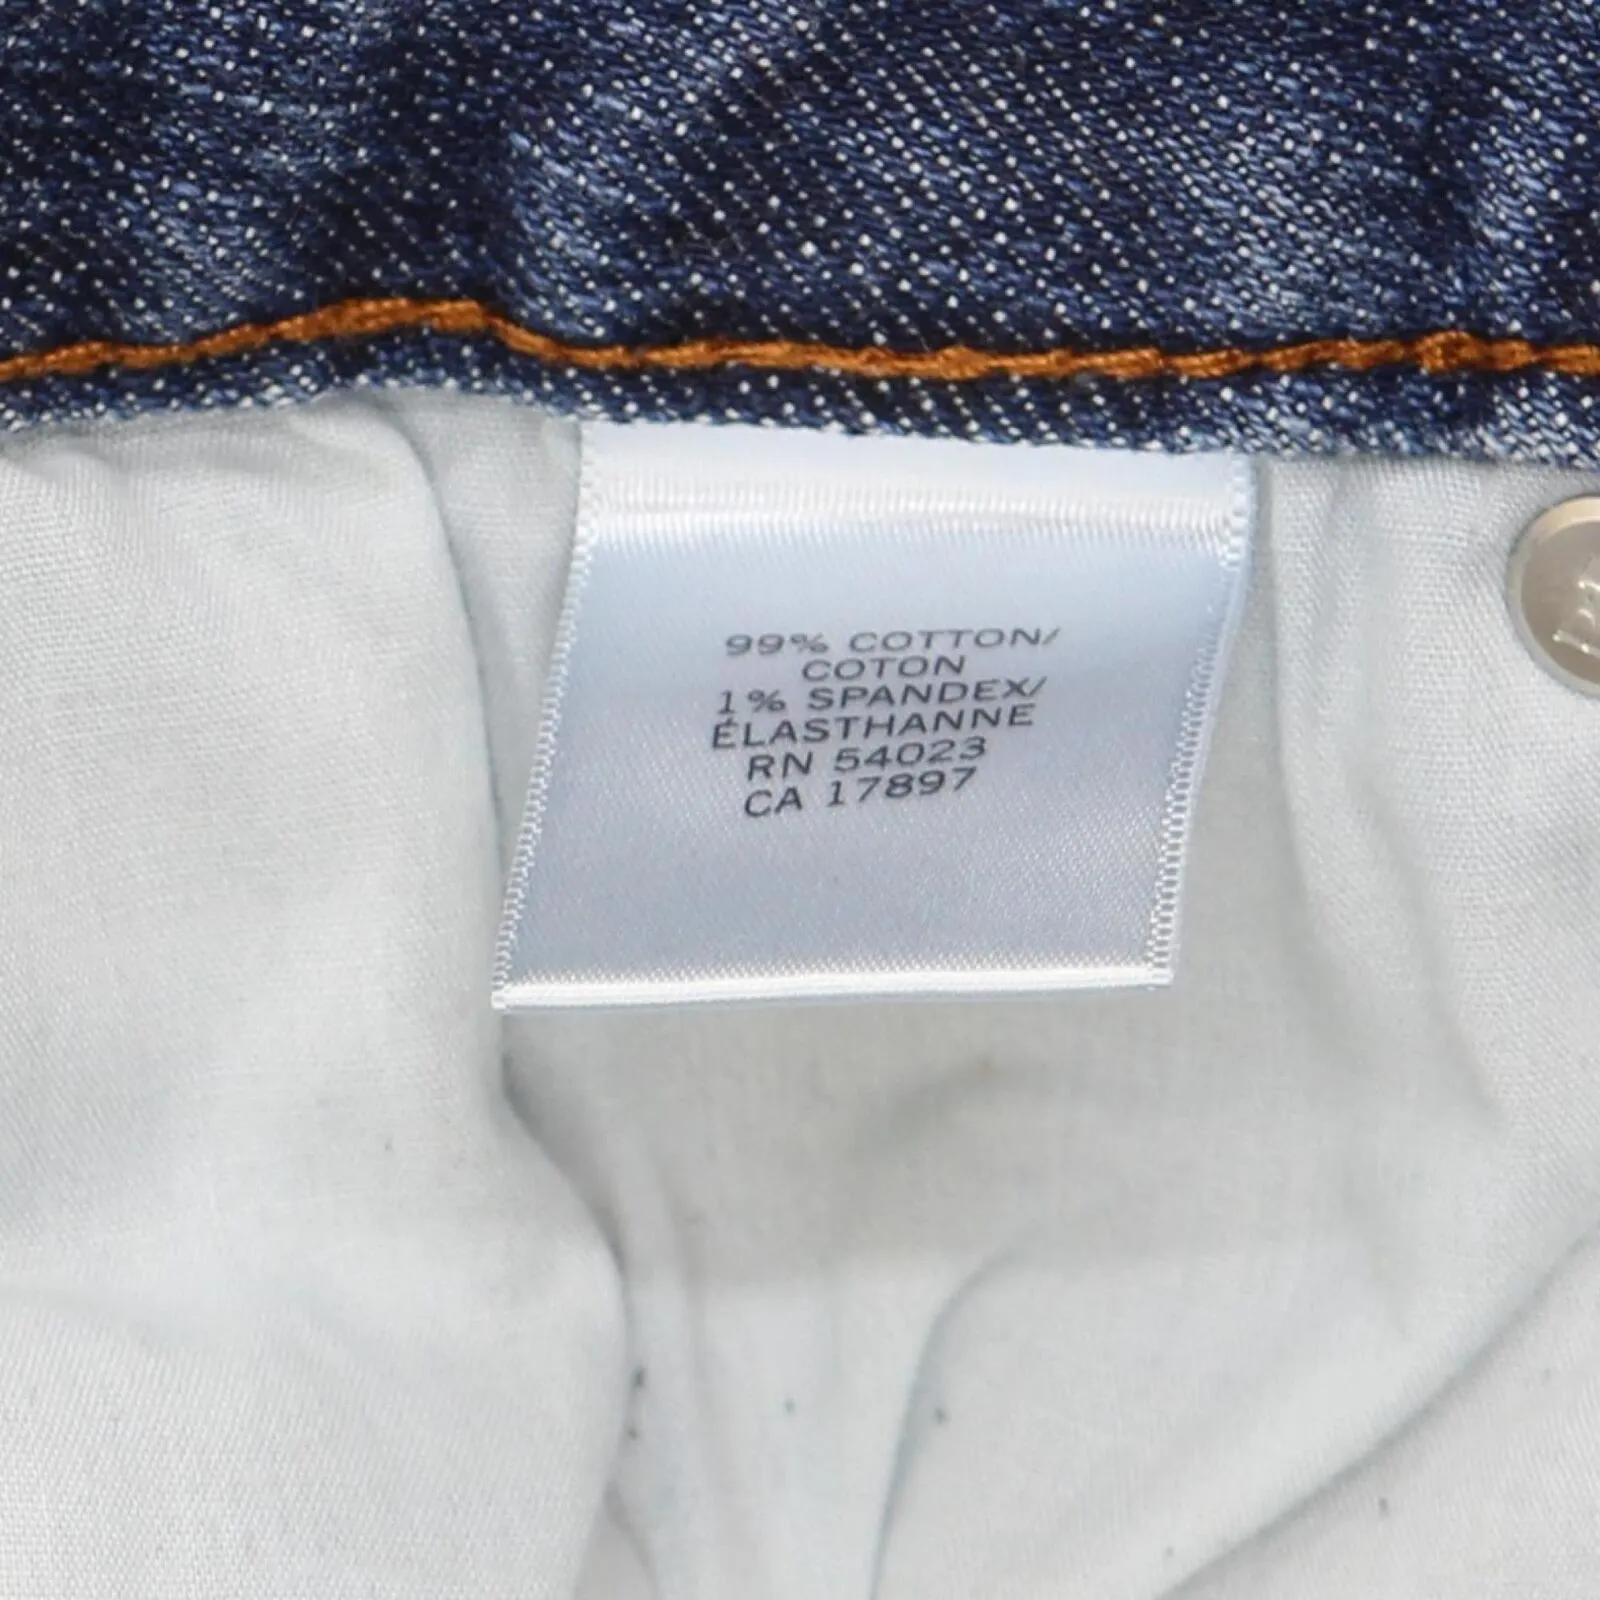 99% COTTON/
COTON
1% SPANDEX/
ÉLASTHANNE
RN 54023
CA 17897